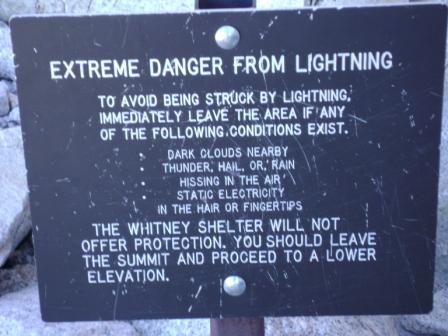 EXTREME DANGER FROM LIGHTNING
TO AVOID BEING STRUCK BY LIGHTNING,
IMMEDIATELY LEAVE THE AREA IF ANY
OF THE FOLLOWING CONDITIONS EXIST.
• DARK CLOUDS NEARBY
• THUNDER, HAIL, OR, RAIN
• HISSING IN THE AIR
• STATIC ELECTRICITY
IN THE HAIR OR FINGERTIPS
THE WHITNEY SHELTER WILL NOT
OFFER PROTECTION. YOU SHOULD LEAVE
THE SUMMIT AND PROCEED TO A LOWER
ELEVATION.